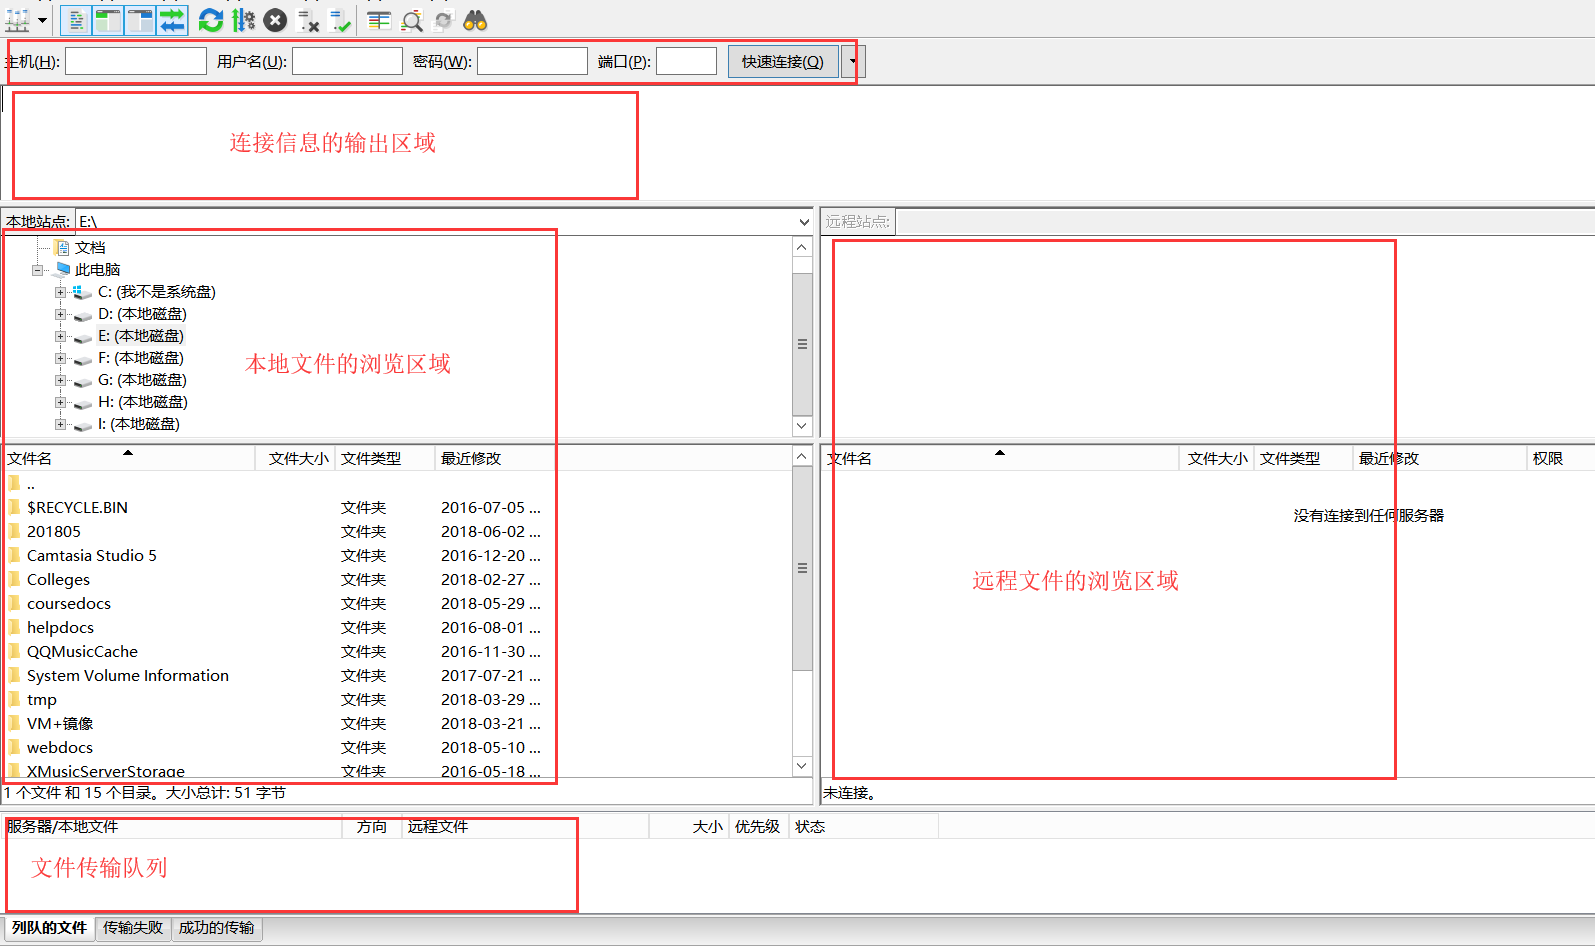 主机(H): 用户名(U): 密码(W): 端口(P): 快速连接(Q)
连接信息的输出区域
本地站点: E:\
远程站点:
文档
此电脑
C: (我不是系统盘)
D: (本地磁盘)
E: (本地磁盘)
F: (本地磁盘)
G: (本地磁盘)
H: (本地磁盘)
I: (本地磁盘)
本地文件的浏览区域
文件名 文件大小 文件类型 最近修改
..
$RECYCLE.BIN 文件夹 2016-07-05 ...
201805 文件夹 2018-06-02 ...
Camtasia Studio 5 文件夹 2016-12-20 ...
Colleges 文件夹 2018-02-27 ...
coursedocs 文件夹 2018-05-29 ...
helpdocs 文件夹 2016-08-01 ...
QQMusicCache 文件夹 2016-11-30 ...
System Volume Information 文件夹 2017-07-21 ...
tmp 文件夹 2018-03-29 ...
VM+镜像 文件夹 2018-03-21 ...
webdocs 文件夹 2018-05-10 ...
XMusicServerStorage 文件夹 2016-05-18 ...
1 个文件 和 15 个目录。大小总计: 51 字节
文件名 文件大小 文件类型 最近修改 权限
没有连接到任何服务器
远程文件的浏览区域
未连接。
服务器/本地文件 方向 远程文件 大小 优先级 状态
文件传输队列
列队的文件 传输失败 成功的传输